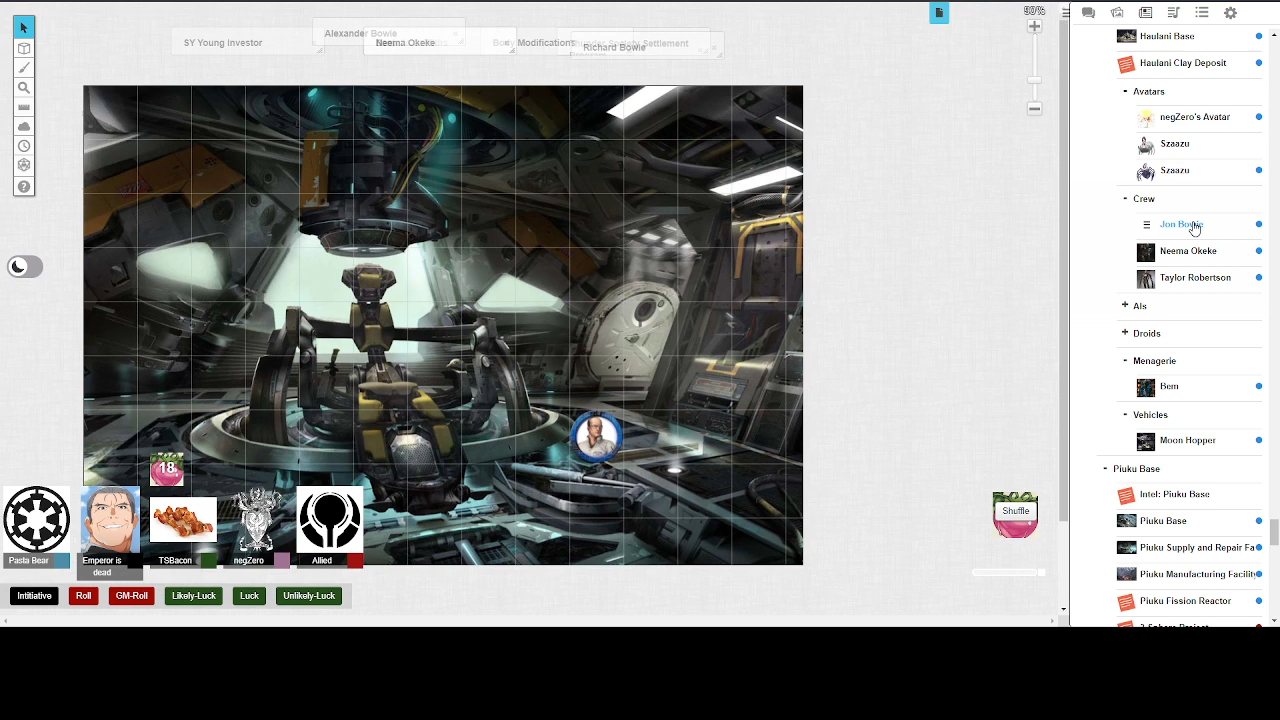 90%
Alexander Bowie
SY Young Investor
Neema Okeke
Modifications
Settlement
Richard Bowie
Haulani Base
Haulani Clay Deposit
- Avatars
negZero's Avatar
Szaazu
Szaazu
- Crew
Jon Bowie
Neema Okeke
Taylor Robertson
+ AIs
+ Droids
- Menagerie
Bem
- Vehicles
Moon Hopper
- Piuku Base
Intel: Piuku Base
Piuku Base
Piuku Supply and Repair Fa
Piuku Manufacturing Facility
Piuku Fission Reactor
18
Shuffle
Pasta Bear
Emperor is dead
TSBacon
negZero
Allied
Intitiative
Roll
GM-Roll
Likely-Luck
Luck
Unlikely-Luck